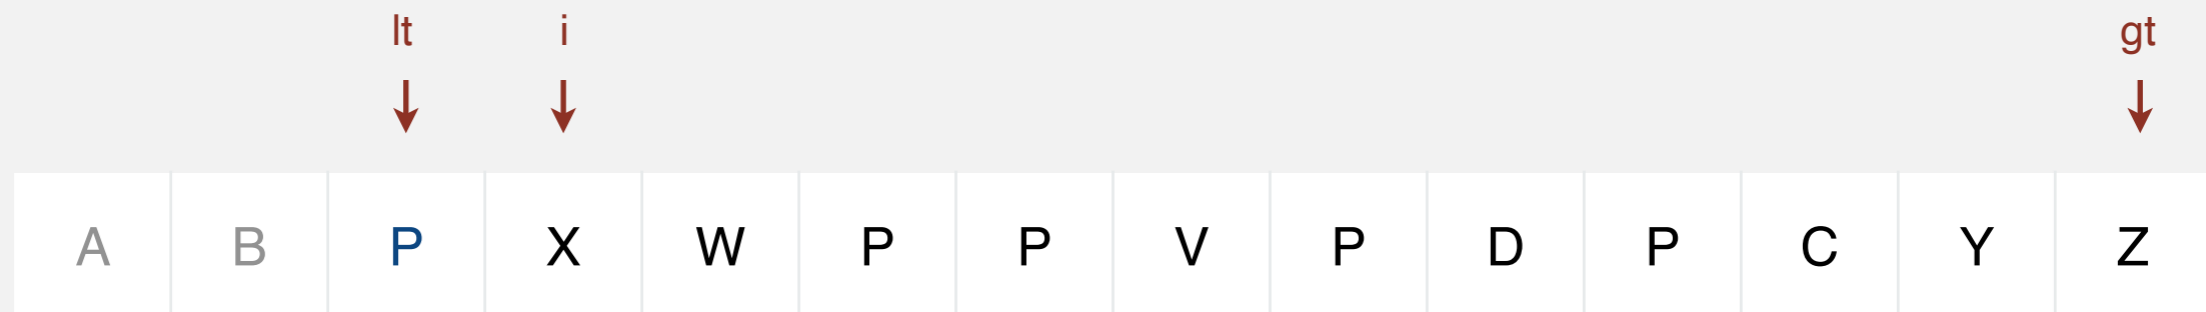 lt i gt
A B P X W P P V P D P C Y Z